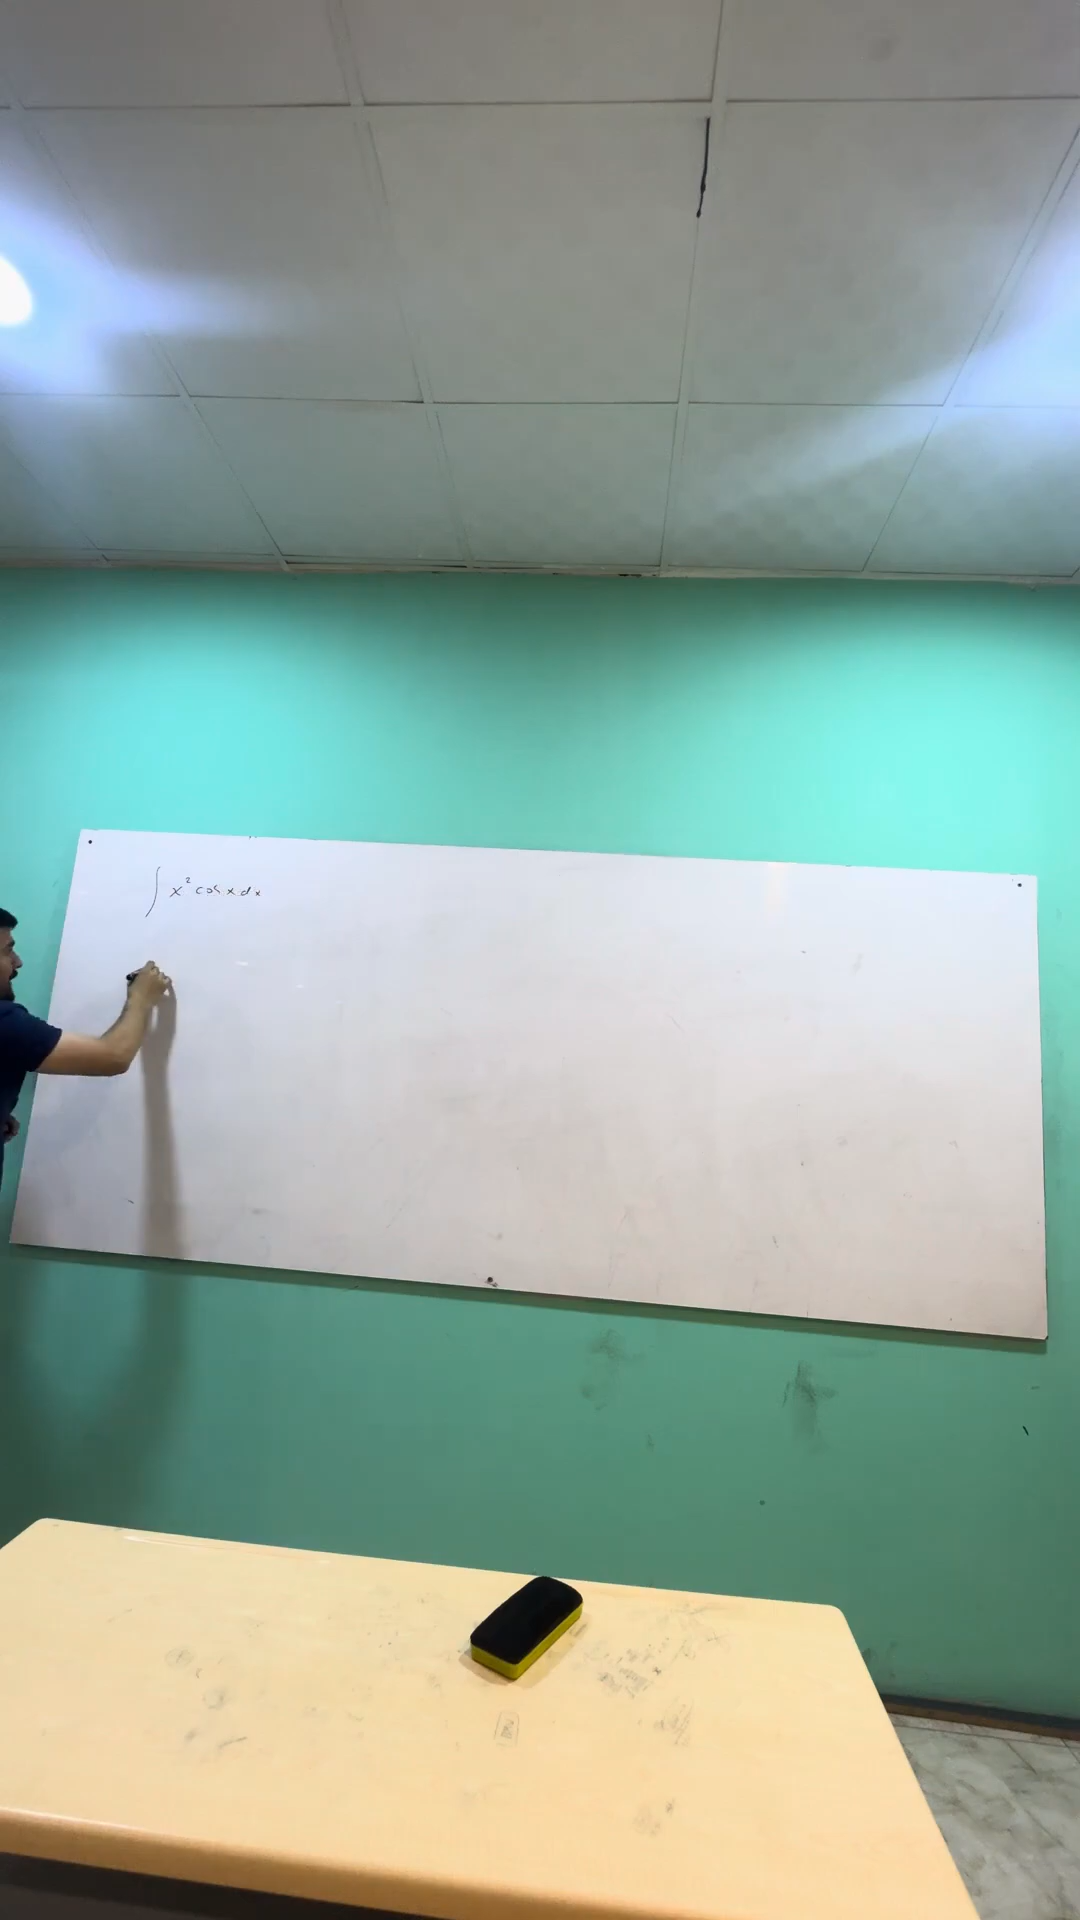 ∫ x² cos x dx